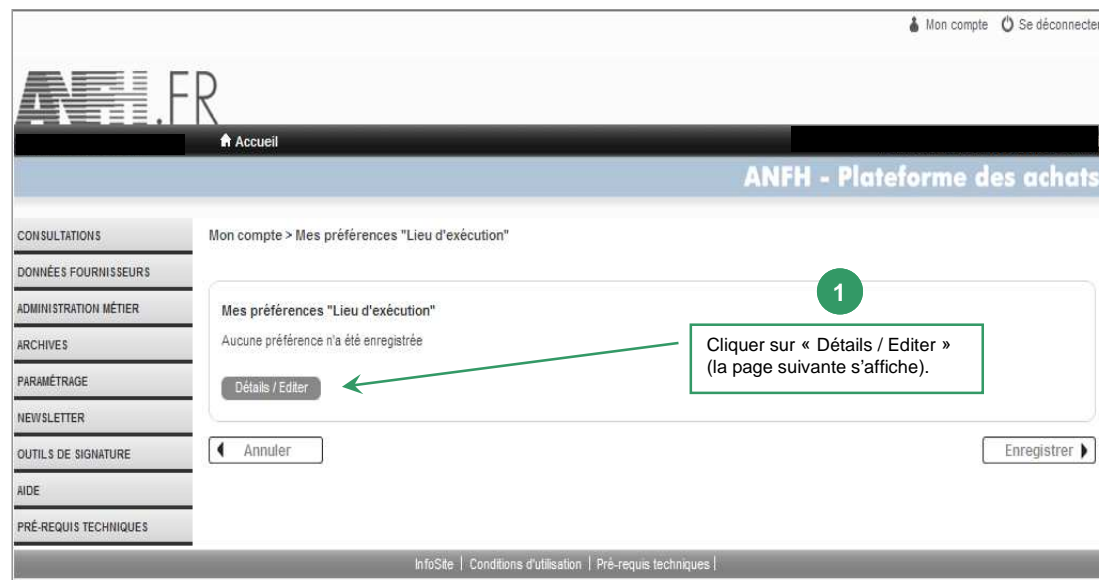 Mon compte Se déconnecter
ANFH.FR
Accueil
ANFH - Plateforme des achats
CONSULTATIONS
DONNÉES FOURNISSEURS
ADMINISTRATION MÉTIER
ARCHIVES
PARAMÉTRAGE
NEWSLETTER
OUTILS DE SIGNATURE
AIDE
PRÉ-REQUIS TECHNIQUES
Mon compte > Mes préférences "Lieu d'exécution"
Mes préférences "Lieu d'exécution"
Aucune préférence n'a été enregistrée
Détails / Editer
1
Cliquer sur « Détails / Editer »
(la page suivante s'affiche).
Annuler
Enregistrer
InfoSite | Conditions d'utilisation | Pré-requis techniques |